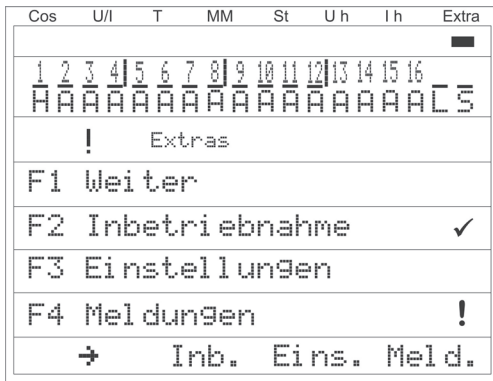 Cos U/I T MM St U h I h Extra
1 2 3 4 5 6 7 8 9 10 11 12 13 14 15 16
A A A A A A A A A A A A A A A A L S
! Extras
F1 Weiter
F2 Inbetriebnahme ✓
F3 Einstellungen
F4 Meldungen !
→ Inb. Eins. Meld.